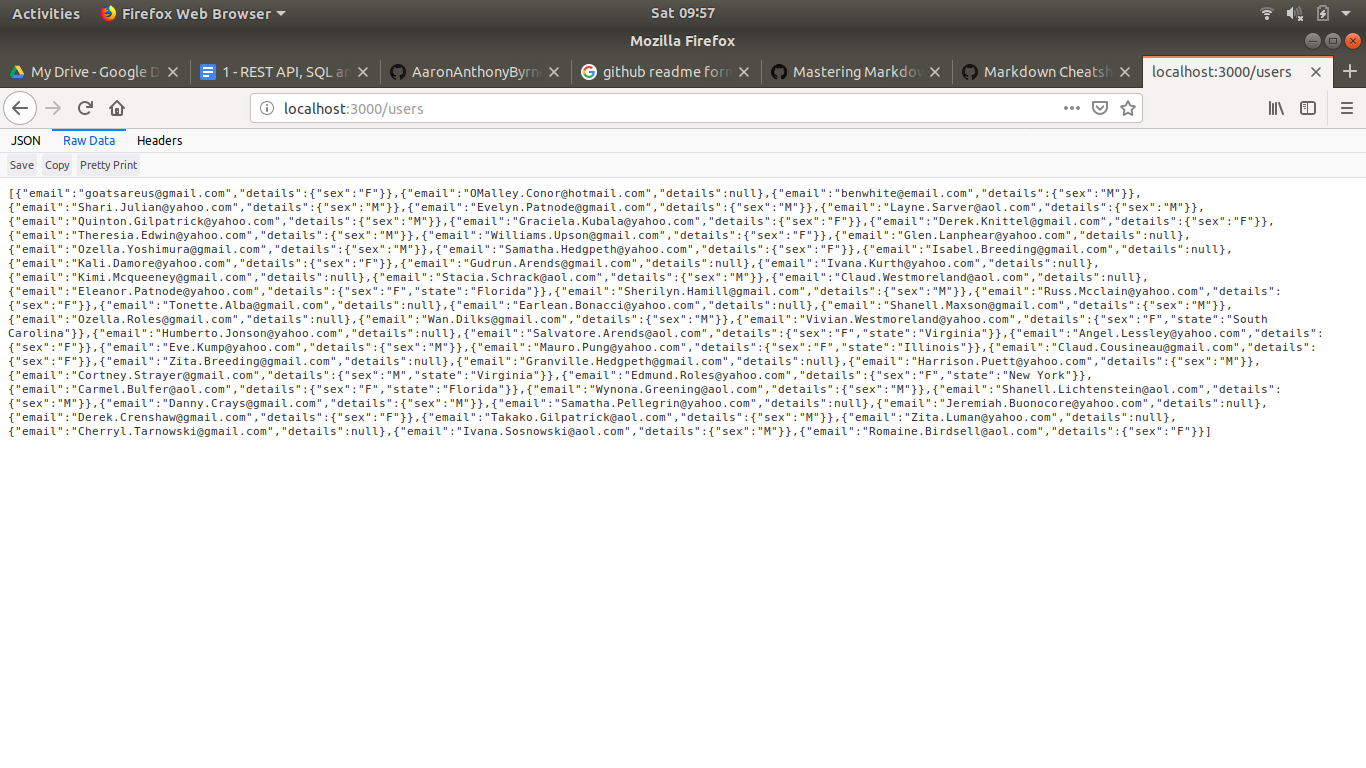 Activities Firefox Web Browser Sat 09:57
Mozilla Firefox
My Drive - Google D 1 - REST API, SQL an AaronAnthonyByrn github readme form Mastering Markdow Markdown Cheatsh localhost:3000/users
localhost:3000/users
JSON Raw Data Headers
Save Copy Pretty Print
[{"email":"goatsareus@gmail.com","details":{"sex":"F"}},{"email":"OMalley.Conor@hotmail.com","details":null},{"email":"benwhite@email.com","details":{"sex":"M"}},
{"email":"Shari.Julian@yahoo.com","details":{"sex":"M"}},{"email":"Evelyn.Patnode@gmail.com","details":{"sex":"M"}},{"email":"Layne.Sarver@aol.com","details":{"sex":"M"}},
{"email":"Quinton.Gilpatrick@yahoo.com","details":{"sex":"M"}},{"email":"Graciela.Kubala@yahoo.com","details":{"sex":"F"}},{"email":"Derek.Knittel@gmail.com","details":{"sex":"F"}},
{"email":"Theresia.Edwin@yahoo.com","details":{"sex":"M"}},{"email":"Williams.Upson@gmail.com","details":{"sex":"F"}},{"email":"Glen.Lanphear@yahoo.com","details":null},
{"email":"Ozella.Yoshimura@gmail.com","details":{"sex":"M"}},{"email":"Samatha.Hedgpeth@yahoo.com","details":{"sex":"F"}},{"email":"Isabel.Breeding@gmail.com","details":null},
{"email":"Kali.Damore@yahoo.com","details":{"sex":"F"}},{"email":"Gudrun.Arends@gmail.com","details":null},{"email":"Ivana.Kurth@yahoo.com","details":null},
{"email":"Kimi.Mcqueeney@gmail.com","details":null},{"email":"Stacia.Schrack@aol.com","details":{"sex":"M"}},{"email":"Claud.Westmoreland@aol.com","details":null},
{"email":"Eleanor.Patnode@yahoo.com","details":{"sex":"F","state":"Florida"}},{"email":"Sherilyn.Hamill@gmail.com","details":{"sex":"M"}},{"email":"Russ.Mcclain@yahoo.com","details":
{"sex":"F"}},{"email":"Tonette.Alba@gmail.com","details":null},{"email":"Earlean.Bonacci@yahoo.com","details":null},{"email":"Shanell.Maxson@gmail.com","details":{"sex":"M"}},
{"email":"Ozella.Roles@gmail.com","details":null},{"email":"Wan.Dilks@gmail.com","details":{"sex":"M"}},{"email":"Vivian.Westmoreland@yahoo.com","details":{"sex":"F","state":"South
Carolina"}},{"email":"Humberto.Jonson@yahoo.com","details":null},{"email":"Salvatore.Arends@aol.com","details":{"sex":"F","state":"Virginia"}},{"email":"Angel.Lessley@yahoo.com","details":
{"sex":"F"}},{"email":"Eve.Kump@yahoo.com","details":{"sex":"M"}},{"email":"Mauro.Pung@yahoo.com","details":{"sex":"F","state":"Illinois"}},{"email":"Claud.Cousineau@gmail.com","details":
{"sex":"F"}},{"email":"Zita.Breeding@gmail.com","details":null},{"email":"Granville.Hedgpeth@gmail.com","details":null},{"email":"Harrison.Puett@yahoo.com","details":{"sex":"M"}},
{"email":"Cortney.Strayer@gmail.com","details":{"sex":"M","state":"Virginia"}},{"email":"Edmund.Roles@yahoo.com","details":{"sex":"F","state":"New York"}},
{"email":"Carmel.Bulfer@aol.com","details":{"sex":"F","state":"Florida"}},{"email":"Wynona.Greening@aol.com","details":{"sex":"M"}},{"email":"Shanell.Lichtenstein@aol.com","details":
{"sex":"M"}},{"email":"Danny.Crays@gmail.com","details":{"sex":"M"}},{"email":"Samatha.Pellegrin@yahoo.com","details":null},{"email":"Jeremiah.Buonocore@yahoo.com","details":null},
{"email":"Derek.Crenshaw@gmail.com","details":{"sex":"F"}},{"email":"Takako.Gilpatrick@aol.com","details":{"sex":"M"}},{"email":"Zita.Luman@yahoo.com","details":null},
{"email":"Cherryl.Tarnowski@gmail.com","details":null},{"email":"Ivana.Sosnowski@aol.com","details":{"sex":"M"}},{"email":"Romaine.Birdsell@aol.com","details":{"sex":"F"}}]